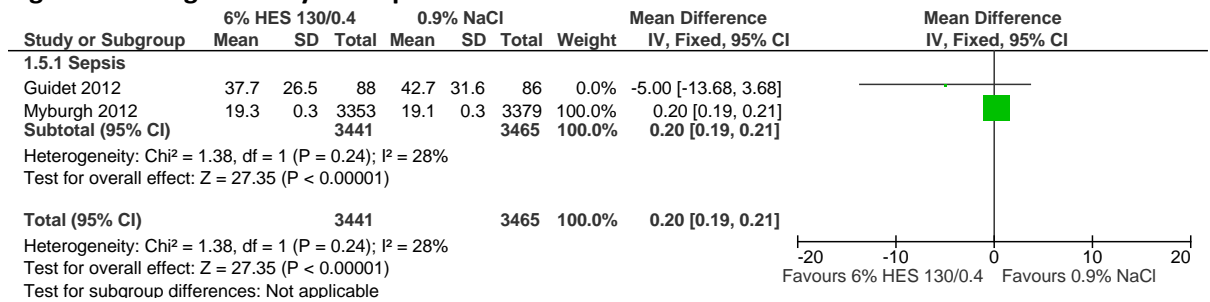 6% HES 130/0.4 0.9% NaCl Mean Difference Mean Difference
Study or Subgroup Mean SD Total Mean SD Total Weight IV, Fixed, 95% CI IV, Fixed, 95% CI
1.5.1 Sepsis
Guidet 2012 37.7 26.5 88 42.7 31.6 86 0.0% -5.00 [-13.68, 3.68]
Myburgh 2012 19.3 0.3 3353 19.1 0.3 3379 100.0% 0.20 [0.19, 0.21]
Subtotal (95% CI) 3441 3465 100.0% 0.20 [0.19, 0.21]
Heterogeneity: Chi² = 1.38, df = 1 (P = 0.24); I² = 28%
Test for overall effect: Z = 27.35 (P < 0.00001)
Total (95% CI) 3441 3465 100.0% 0.20 [0.19, 0.21]
Heterogeneity: Chi² = 1.38, df = 1 (P = 0.24); I² = 28%
Test for overall effect: Z = 27.35 (P < 0.00001)
Test for subgroup differences: Not applicable
-20 -10 0 10 20
Favours 6% HES 130/0.4 Favours 0.9% NaCl